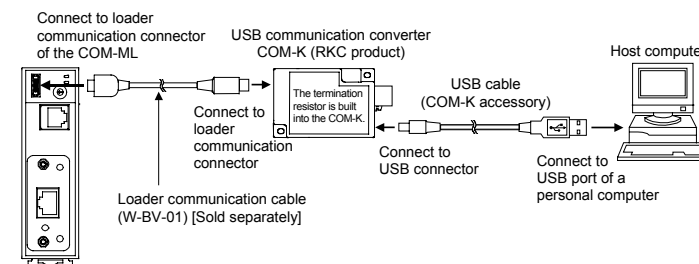 Connect to loader
communication connector
of the COM-ML
USB communication converter
COM-K (RKC product)
Host computer
The termination
resistor is built
into the COM-K.
USB cable
(COM-K accessory)
Connect to
loader
communication
connector
Connect to
USB connector
Connect to
USB port of a
personal computer
Loader communication cable
(W-BV-01) [Sold separately]